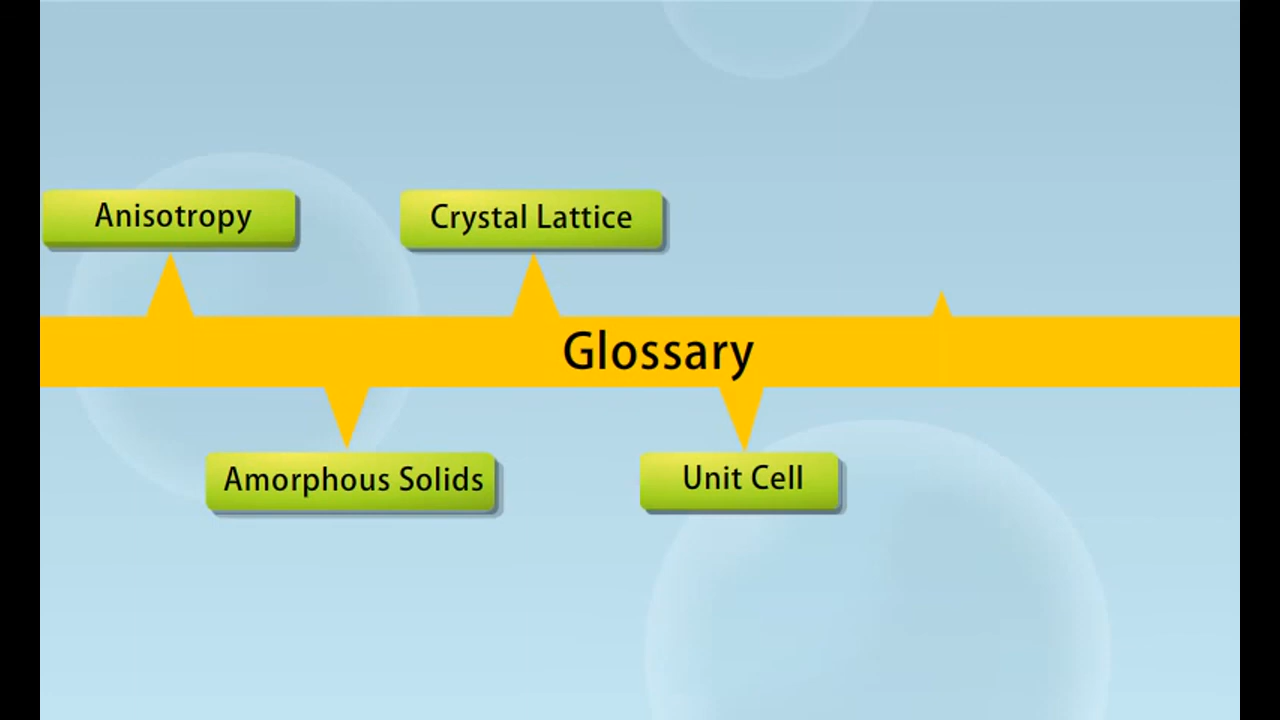 Anisotropy
Crystal Lattice
Glossary
Amorphous Solids
Unit Cell